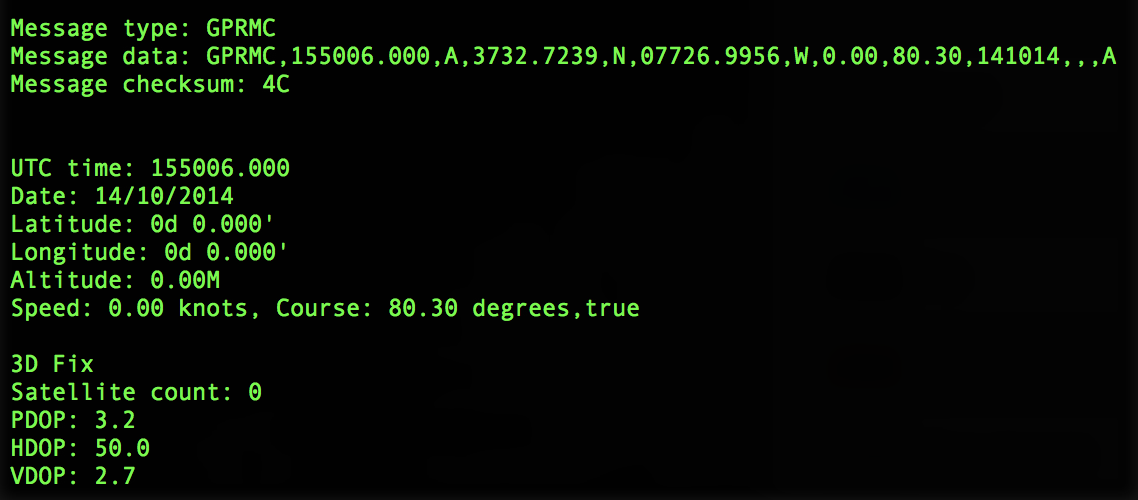 Message type: GPRMC
Message data: GPRMC,155006.000,A,3732.7239,N,07726.9956,W,0.00,80.30,141014,,,A
Message checksum: 4C
UTC time: 155006.000
Date: 14/10/2014
Latitude: 0d 0.000'
Longitude: 0d 0.000'
Altitude: 0.00M
Speed: 0.00 knots, Course: 80.30 degrees,true
3D Fix
Satellite count: 0
PDOP: 3.2
HDOP: 50.0
VDOP: 2.7